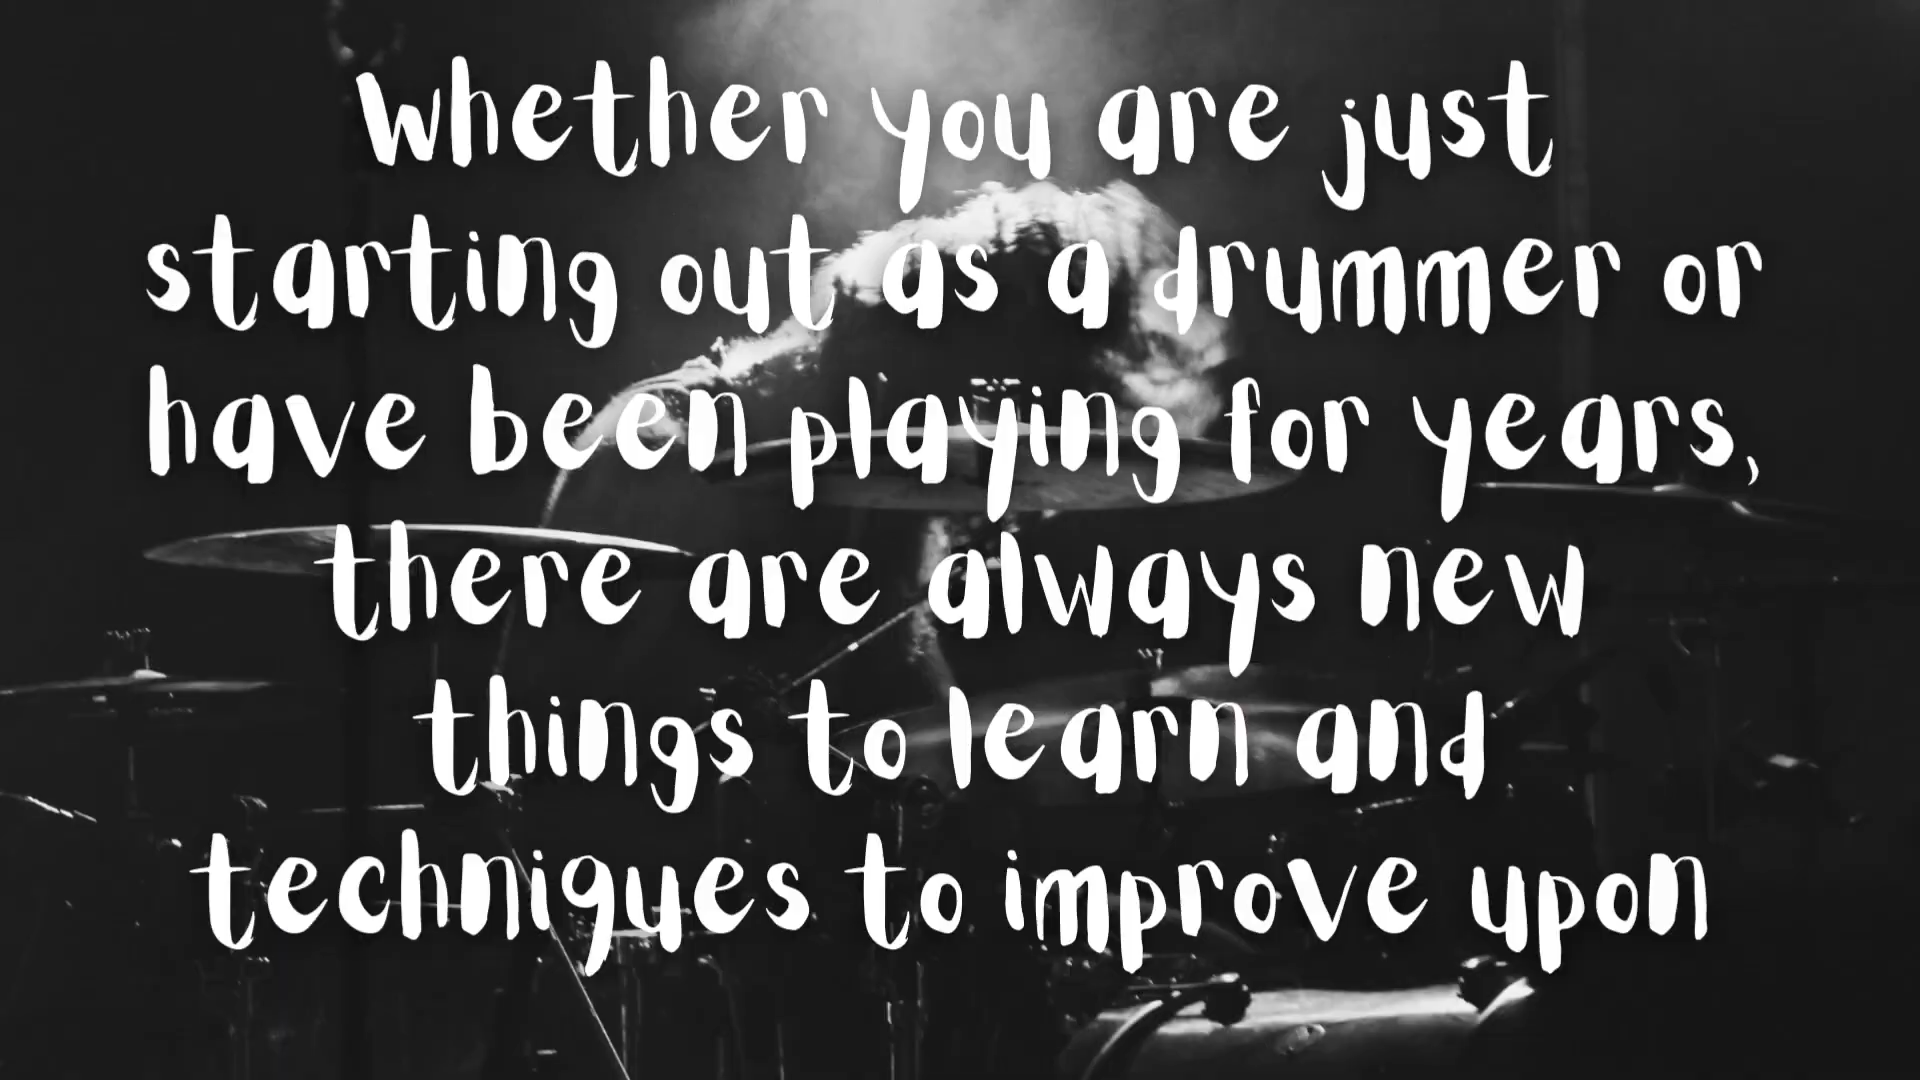 Whether you are just
starting out as a drummer or
have been playing for years,
there are always new
things to learn and
techniques to improve upon